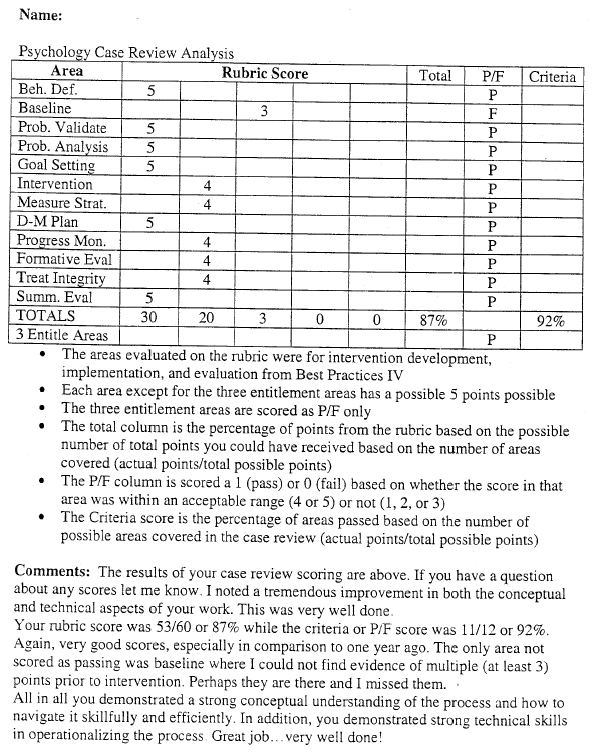 Name:
Psychology Case Review Analysis
Area Rubric Score Total P/F Criteria
Beh. Def. 5 P
Baseline 3 F
Prob. Validate 5 P
Prob. Analysis 5 P
Goal Setting 5 P
Intervention 4 P
Measure Strat. 4 P
D-M Plan 5 P
Progress Mon. 4 P
Formative Eval 4 P
Treat Integrity 4 P
Summ. Eval 5 P
TOTALS 30 20 3 0 0 87% 92%
3 Entitle Areas P
• The areas evaluated on the rubric were for intervention development,
implementation, and evaluation from Best Practices IV
• Each area except for the three entitlement areas has a possible 5 points possible
• The three entitlement areas are scored as P/F only
• The total column is the percentage of points from the rubric based on the possible
number of total points you could have received based on the number of areas
covered (actual points/total possible points)
• The P/F column is scored a 1 (pass) or 0 (fail) based on whether the score in that
area was within an acceptable range (4 or 5) or not (1, 2, or 3)
• The Criteria score is the percentage of areas passed based on the number of
possible areas covered in the case review (actual points/total possible points)
Comments: The results of your case review scoring are above. If you have a question
about any scores let me know. I noted a tremendous improvement in both the conceptual
and technical aspects of your work. This was very well done.
Your rubric score was 53/60 or 87% while the criteria or P/F score was 11/12 or 92%.
Again, very good scores, especially in comparison to one year ago. The only area not
scored as passing was baseline where I could not find evidence of multiple (at least 3)
points prior to intervention. Perhaps they are there and I missed them.
All in all you demonstrated a strong conceptual understanding of the process and how to
navigate it skillfully and efficiently. In addition, you demonstrated strong technical skills
in operationalizing the process. Great job...very well done!